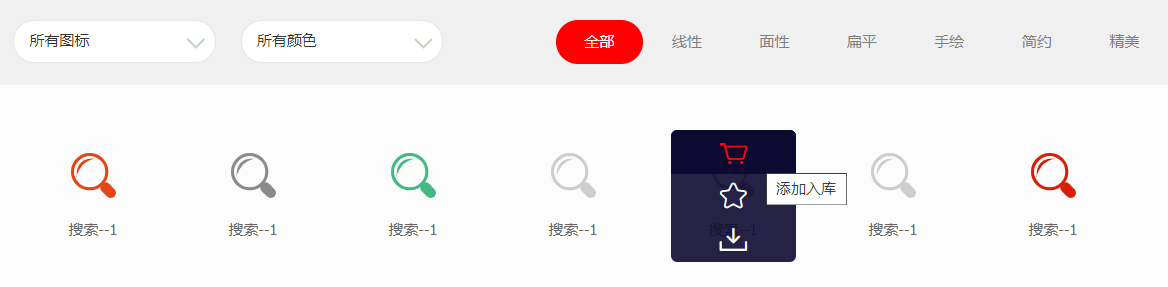 所有图标 所有颜色 全部 线性 面性 扁平 手绘 简约 精美
添加入库
搜索--1 搜索--1 搜索--1 搜索--1 搜索--1 搜索--1 搜索--1